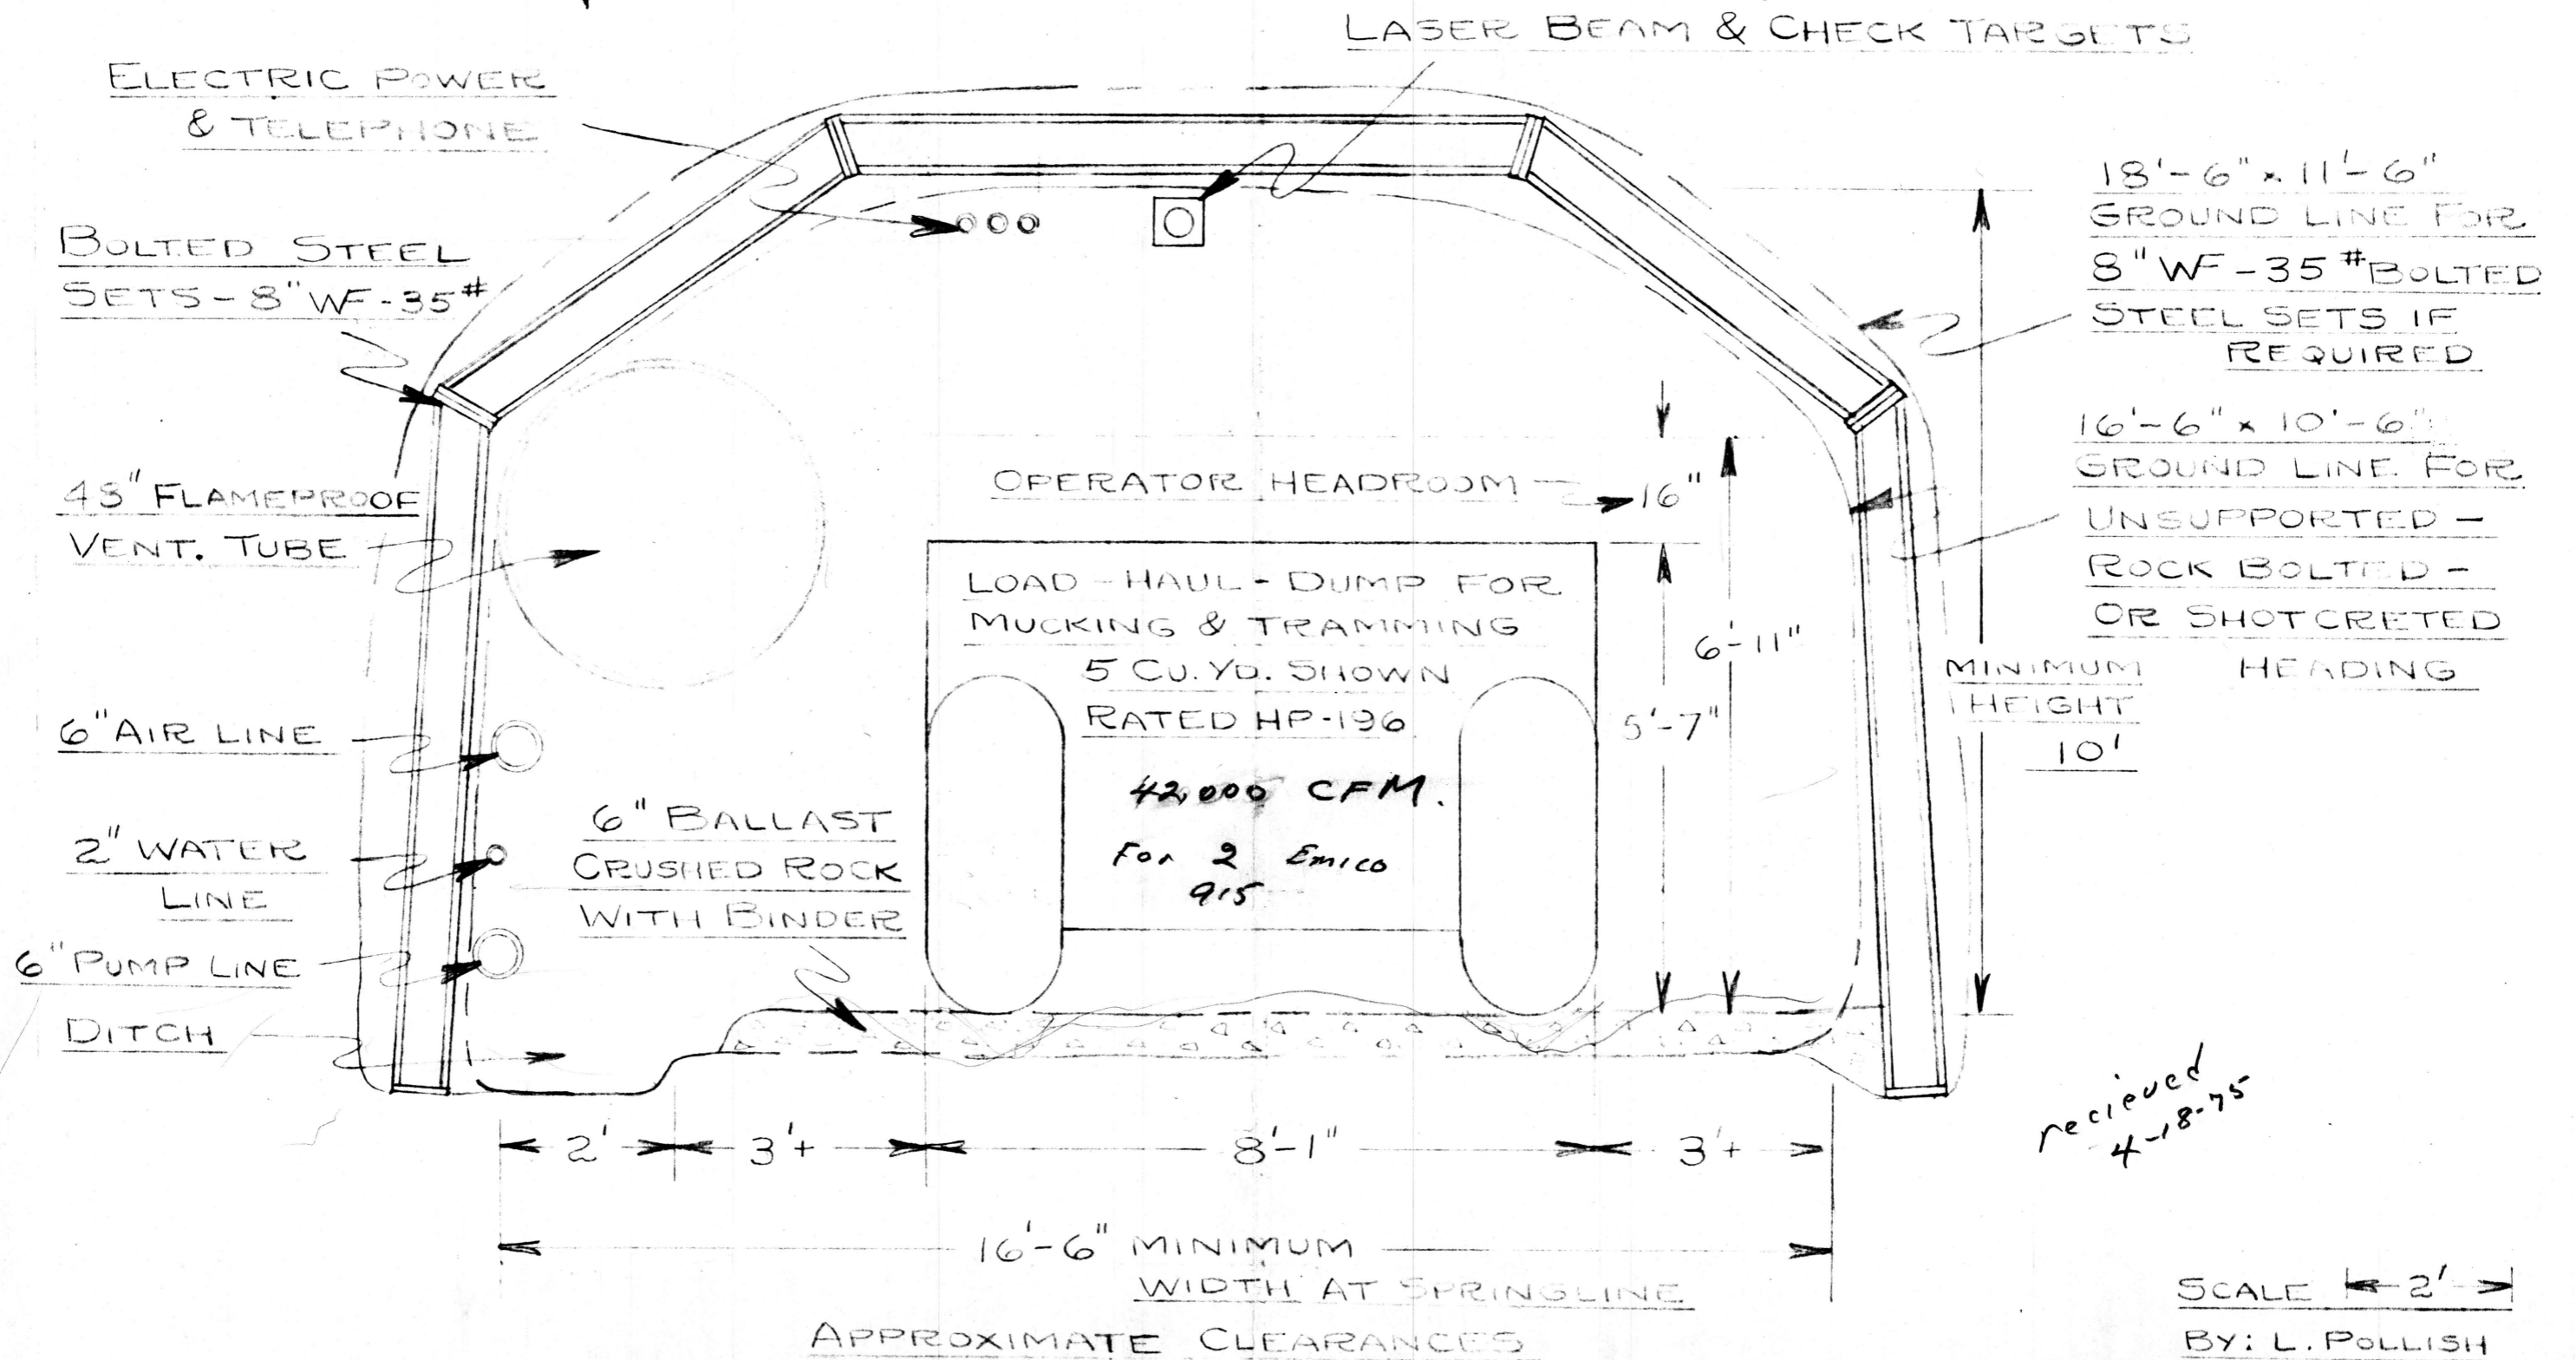 LASER BEAM & CHECK TARGETS
ELECTRIC POWER
& TELEPHONE
BOLTED STEEL
SETS - 8" WF - 35#
48" FLAMEPROOF
VENT. TUBE
6" AIR LINE
2" WATER
LINE
6" PUMP LINE
DITCH
6" BALLAST
CRUSHED ROCK
WITH BINDER
OPERATOR HEADROOM
16"
LOAD - HAUL - DUMP FOR
MUCKING & TRAMMING
5 CU. YD. SHOWN
RATED HP-196
42,000 CFM.
For 2 Emico
915
5'-7"
6'-11"
MINIMUM
HEIGHT
10'
18'-6" x 11'-6"
GROUND LINE FOR
8" WF - 35# BOLTED
STEEL SETS IF
REQUIRED
16'-6" x 10'-6"
GROUND LINE FOR
UNSUPPORTED -
ROCK BOLTED -
OR SHOTCRETED
HEADING
2' 3'+ 8'-1" 3'+
16'-6" MINIMUM
WIDTH AT SPRINGLINE
APPROXIMATE CLEARANCES
recieved
4-18-75
SCALE 2'
BY: L. POLLISH